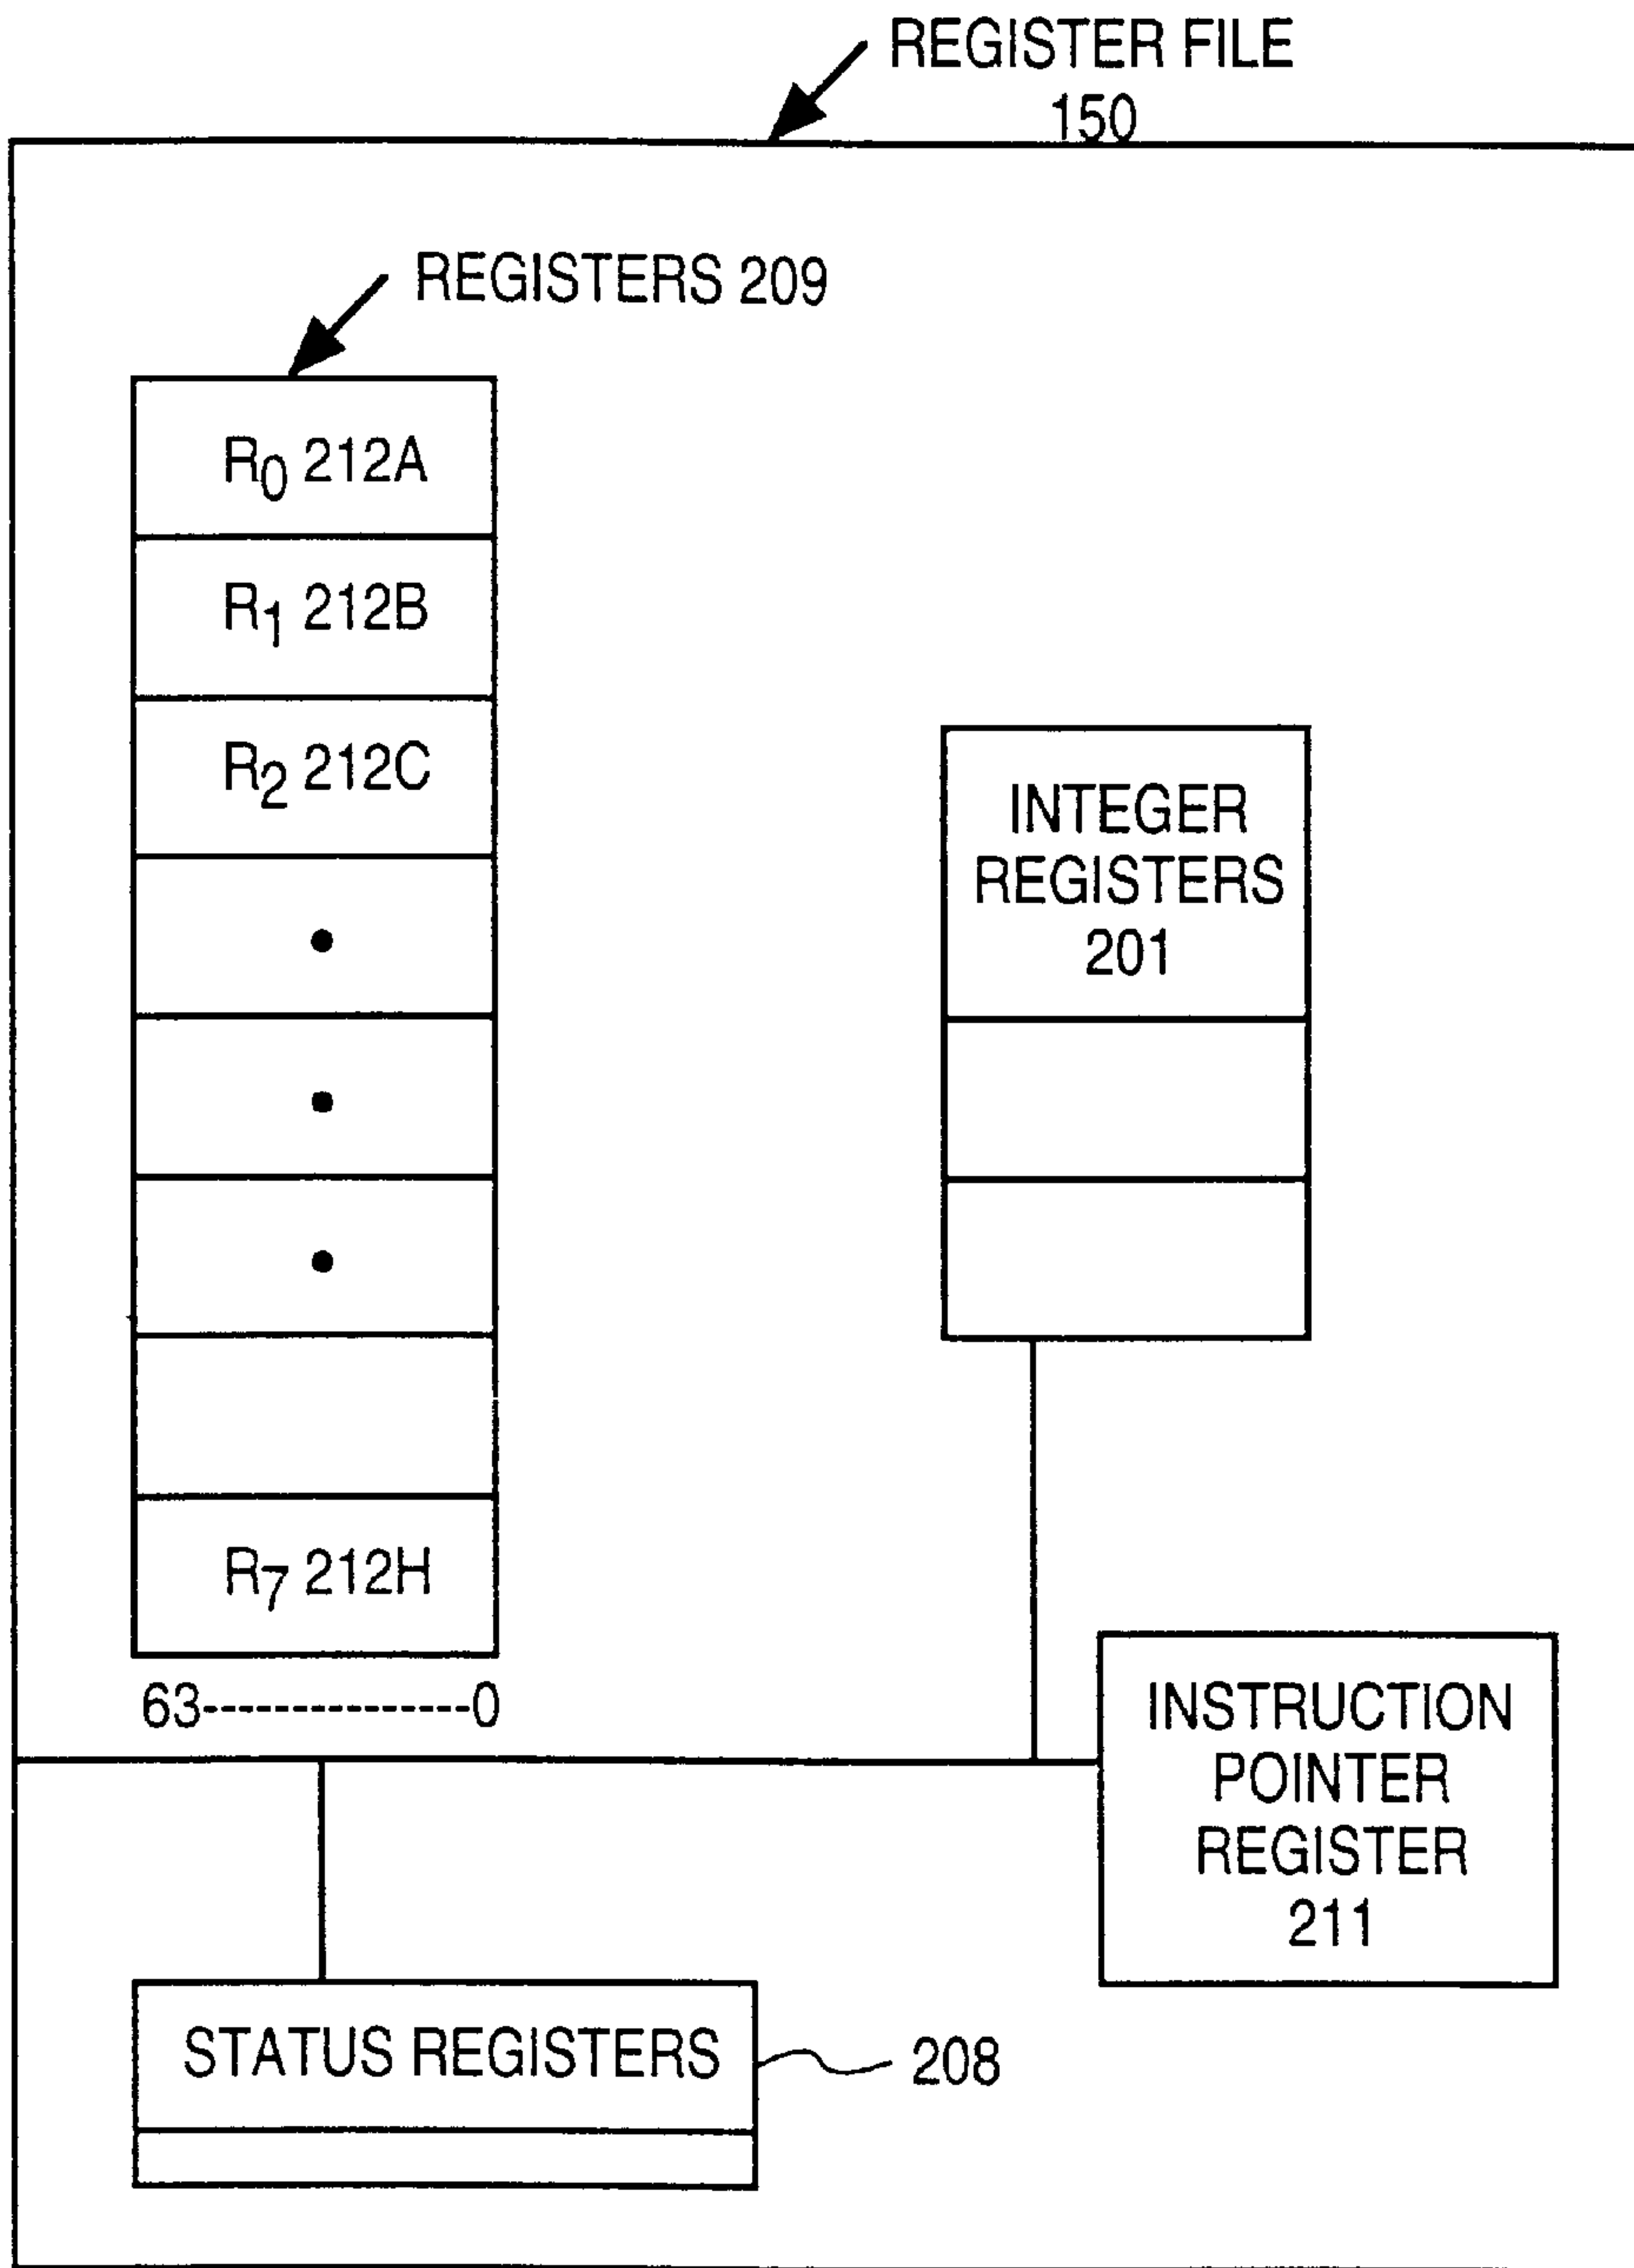 REGISTER FILE
150
REGISTERS 209
R0 212A
R1 212B
R2 212C
INTEGER
REGISTERS
201
R7 212H
63---------------0
INSTRUCTION
POINTER
REGISTER
211
STATUS REGISTERS
208